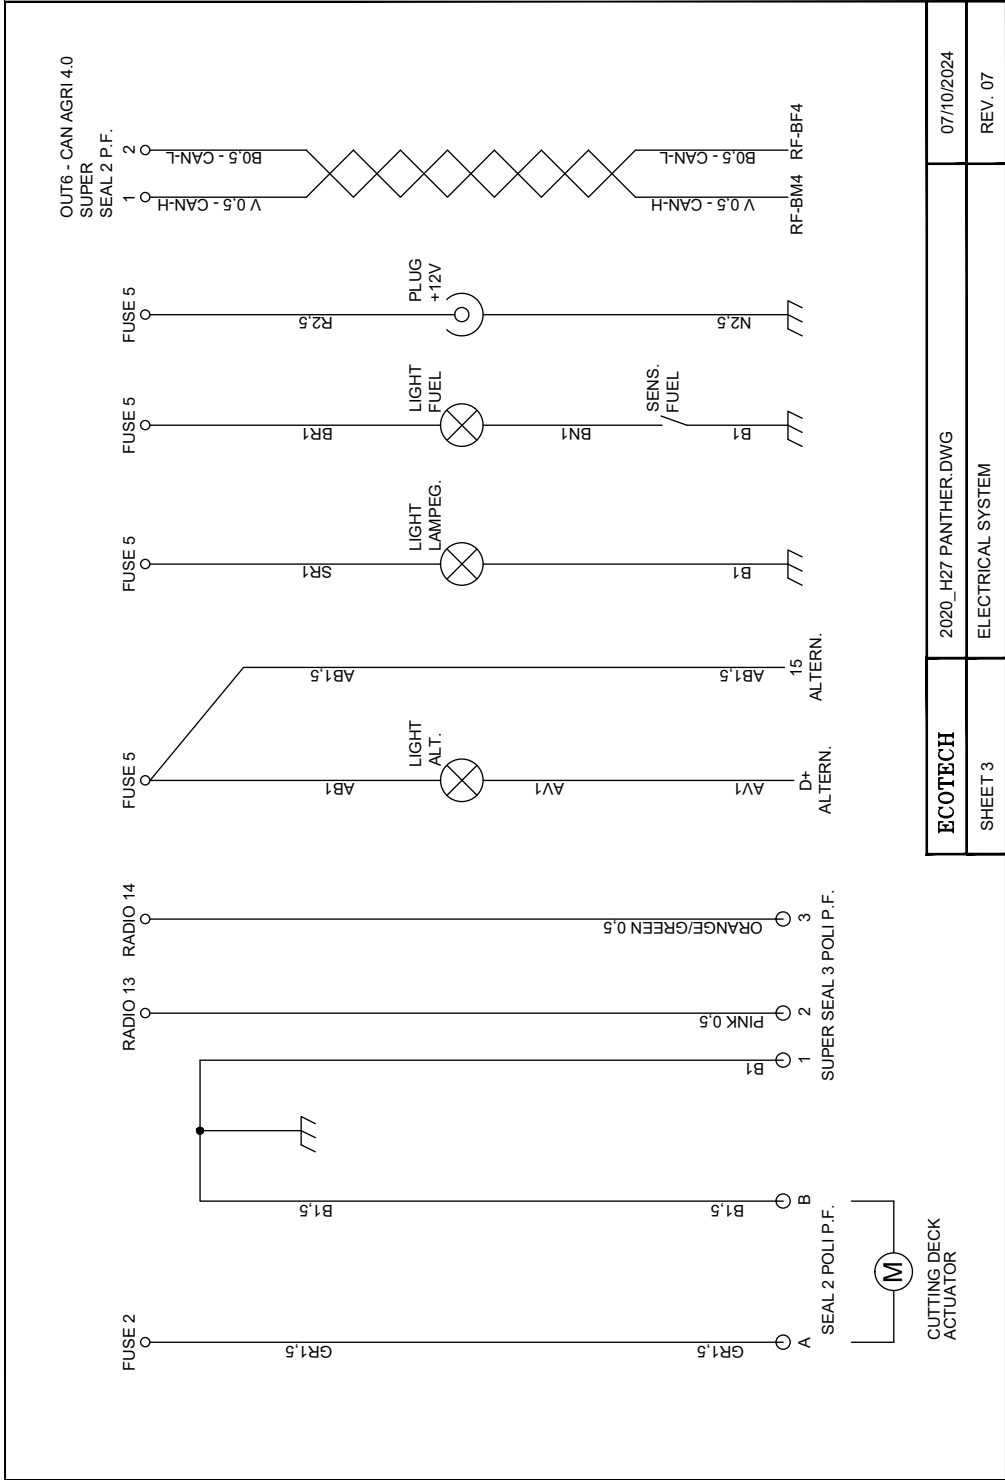 FUSE 2
GR1,5
GR1,5
A
SEAL 2 POLI P.F.
B
B1,5
B1,5
M
CUTTING DECK
ACTUATOR
B1
1
RADIO 13
PINK 0,5
2
RADIO 14
ORANGE/GREEN 0,5
3
SUPER SEAL 3 POLI P.F.
FUSE 5
AB1
LIGHT
ALT.
AV1
AV1
D+
ALTERN.
AB1,5
AB1,5
15
ALTERN.
FUSE 5
SR1
LIGHT
LAMPEG.
B1
FUSE 5
BR1
LIGHT
FUEL
BN1
SENS.
FUEL
B1
FUSE 5
R2,5
PLUG
+12V
N2,5
OUT6 - CAN AGRI 4.0
SUPER
SEAL 2 P.F.
1
2
V 0,5 - CAN-H
B0,5 - CAN-L
V 0,5 - CAN-H
B0,5 - CAN-L
RF-BM4
RF-BF4
ECOTECH
2020_H27 PANTHER.DWG
07/10/2024
SHEET 3
ELECTRICAL SYSTEM
REV. 07